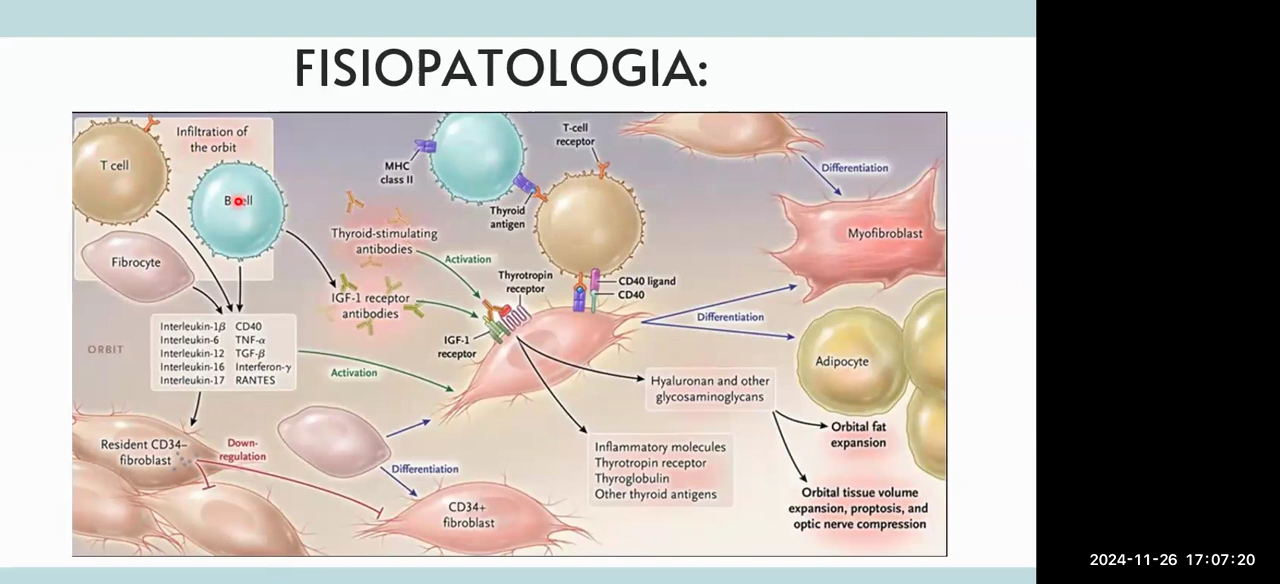 FISIOPATOLOGIA:
Infiltration of
the orbit
T cell
B cell
Fibrocyte
MHC
class II
T-cell
receptor
Thyroid
antigen
Differentiation
Myofibroblast
Thyroid-stimulating
antibodies
Activation
IGF-1 receptor
antibodies
Thyrotropin
receptor
CD40 ligand
CD40
IGF-1
receptor
Differentiation
Adipocyte
ORBIT
Interleukin-1β CD40
Interleukin-6 TNF-α
Interleukin-12 TGF-β
Interleukin-16 Interferon-γ
Interleukin-17 RANTES
Activation
Hyaluronan and other
glycosaminoglycans
Resident CD34–
fibroblast
Down-
regulation
Differentiation
CD34+
fibroblast
Inflammatory molecules
Thyrotropin receptor
Thyroglobulin
Other thyroid antigens
Orbital fat
expansion
Orbital tissue volume
expansion, proptosis, and
optic nerve compression
2024-11-26 17:07:20